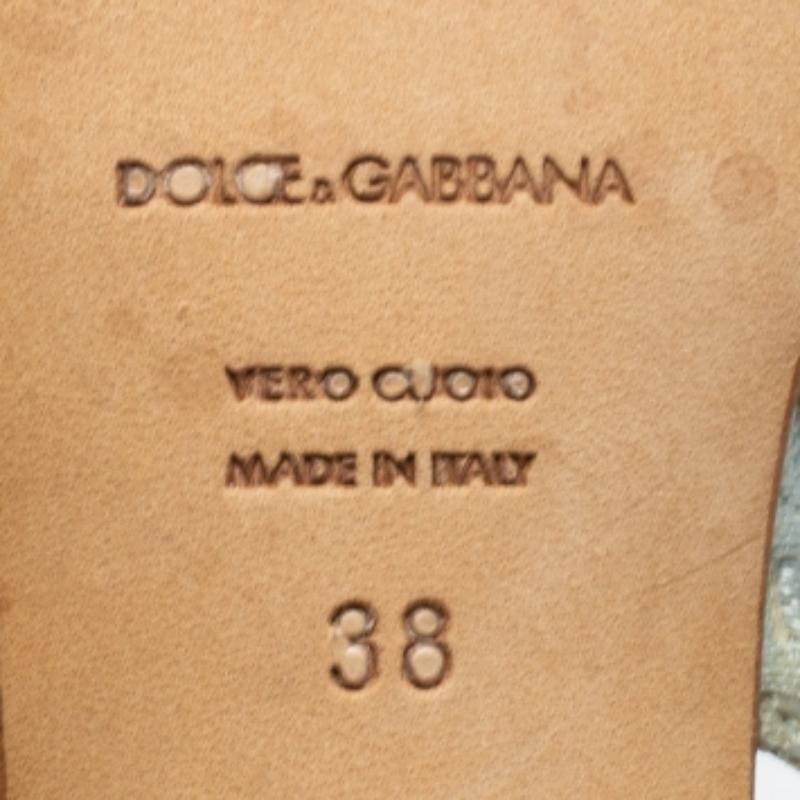 DOLCE&GABBANA
VERO CUOIO
MADE IN ITALY
38